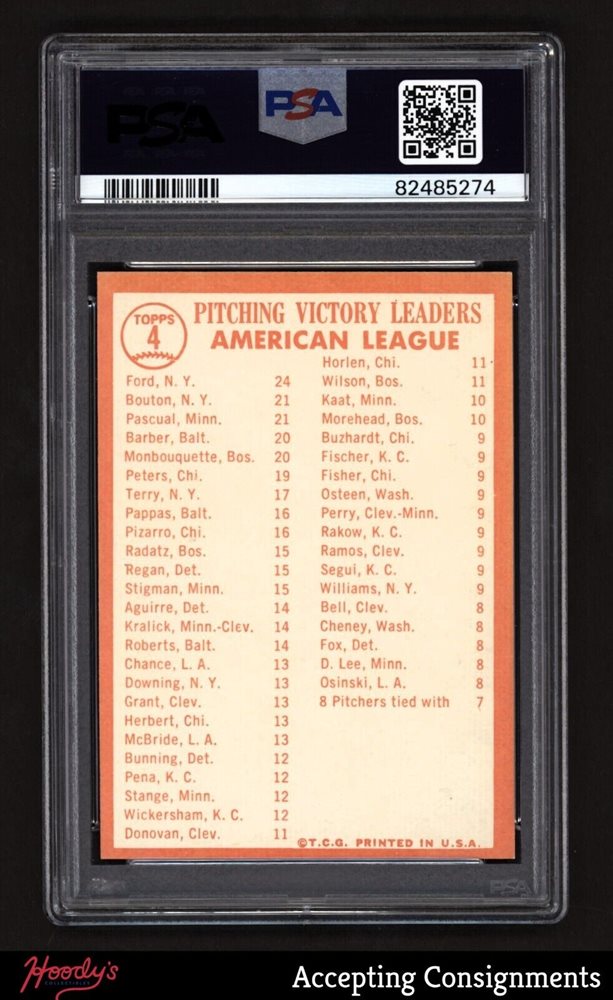 PSA
PSA
82485274
TOPPS
4
PITCHING VICTORY LEADERS
AMERICAN LEAGUE
Ford, N. Y. 24
Bouton, N. Y. 21
Pascual, Minn. 21
Barber, Balt. 20
Monbouquette, Bos. 20
Peters, Chi. 19
Terry, N. Y. 17
Pappas, Balt. 16
Pizarro, Chi. 16
Radatz, Bos. 15
Regan, Det. 15
Stigman, Minn. 15
Aguirre, Det. 14
Kralick, Minn.-Clev. 14
Roberts, Balt. 14
Chance, L. A. 13
Downing, N. Y. 13
Grant, Clev. 13
Herbert, Chi. 13
McBride, L. A. 13
Bunning, Det. 12
Pena, K. C. 12
Stange, Minn. 12
Wickersham, K. C. 12
Donovan, Clev. 11
Horlen, Chi. 11
Wilson, Bos. 11
Kaat, Minn. 10
Morehead, Bos. 10
Buzhardt, Chi. 9
Fischer, K. C. 9
Fisher, Chi. 9
Osteen, Wash. 9
Perry, Clev.-Minn. 9
Rakow, K. C. 9
Ramos, Clev. 9
Segui, K. C. 9
Williams, N. Y. 9
Bell, Clev. 8
Cheney, Wash. 8
Fox, Det. 8
D. Lee, Minn. 8
Osinski, L. A. 8
8 Pitchers tied with 7
©T.C.G. PRINTED IN U.S.A.
PSA
Hoody's
COLLECTIBLES
Accepting Consignments